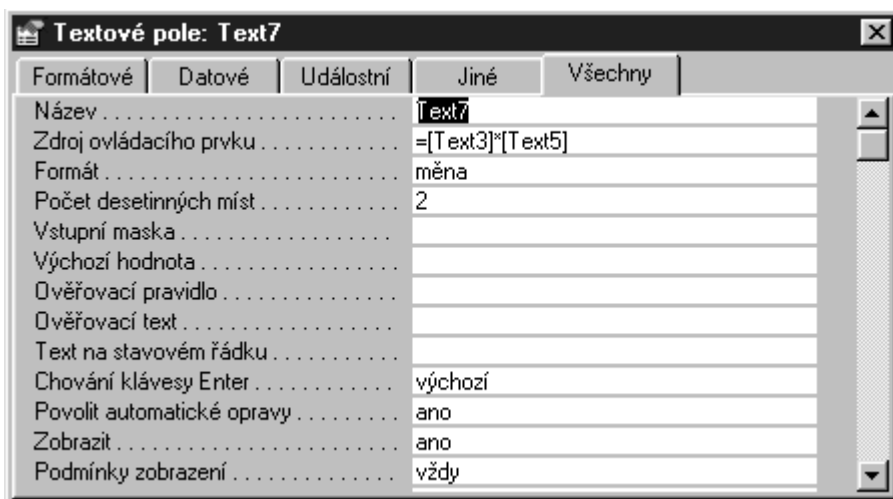 Textové pole: Text7
Formátové Datové Událostní Jiné Všechny
Název . . . . . . . . . . . . . . . . . . . . . . . . Text7
Zdroj ovládacího prvku . . . . . . . . . . . . =[Text3]*[Text5]
Formát . . . . . . . . . . . . . . . . . . . . . . . . měna
Počet desetinných míst . . . . . . . . . . . . 2
Vstupní maska . . . . . . . . . . . . . . . . . .
Výchozí hodnota . . . . . . . . . . . . . . . . .
Ověřovací pravidlo . . . . . . . . . . . . . . .
Ověřovací text . . . . . . . . . . . . . . . . . .
Text na stavovém řádku . . . . . . . . . . .
Chování klávesy Enter . . . . . . . . . . . . výchozí
Povolit automatické opravy . . . . . . . . . ano
Zobrazit . . . . . . . . . . . . . . . . . . . . . . . ano
Podmínky zobrazení . . . . . . . . . . . . . . vždy